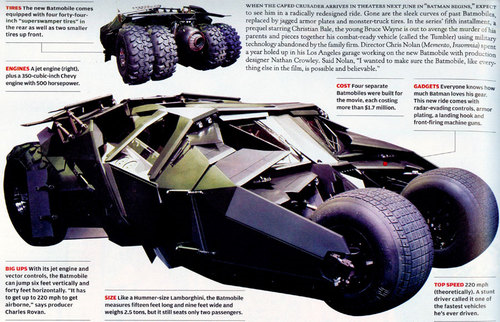 WHEN THE CAPED CRUSADER ARRIVES IN THEATERS NEXT JUNE IN "BATMAN BEGINS," EXPECT
to see him in a radically redesigned ride. Gone are the sleek curves of past Batmobiles,
replaced by jagged armor plates and monster-truck tires. In the series' fifth installment, a
prequel starring Christian Bale, the young Bruce Wayne is out to avenge the murder of his
parents and pieces together his combat-ready vehicle (called the Tumbler) using military
technology abandoned by the family firm. Director Chris Nolan (Memento, Insomnia) spent
a year holed up in his Los Angeles garage working on the new Batmobile with production
designer Nathan Crowley. Said Nolan, "I wanted to make sure the Batmobile, like every-
thing else in the film, is possible and believable."
TIRES The new Batmobile comes
equipped with four forty-four-
inch "superswamper tires" in
the rear as well as two smaller
tires up front.
ENGINES A jet engine (right),
plus a 350-cubic-inch Chevy
engine with 500 horsepower.
COST Four separate
Batmobiles were built for
the movie, each costing
more than $1.7 million.
GADGETS Everyone knows how
much Batman loves his gear.
This new ride comes with
radar-evading controls, armor
plating, a landing hook and
front-firing machine guns.
BIG UPS With its jet engine and
vector controls, the Batmobile
can jump six feet vertically and
forty feet horizontally. "It has
to get up to 220 mph to get
airborne," says producer
Charles Rovan.
SIZE Like a Hummer-size Lamborghini, the Batmobile
measures fifteen feet long and nine feet wide and
weighs 2.5 tons, but it still seats only two passengers.
TOP SPEED 220 mph
(theoretically). A stunt
driver called it one of
the fastest vehicles
he's ever driven.